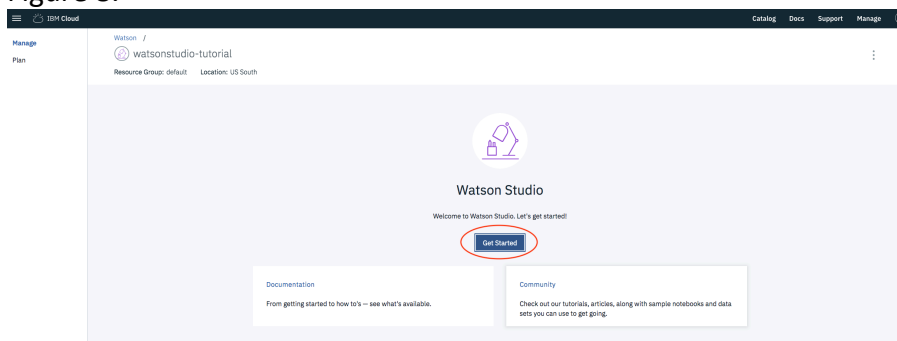 IBM Cloud
Catalog Docs Support Manage
Manage
Plan
Watson /
watsonstudio-tutorial
Resource Group: default Location: US South
Watson Studio
Welcome to Watson Studio. Let's get started!
Get Started
Documentation
From getting started to how to's — see what's available.
Community
Check out our tutorials, articles, along with sample notebooks and data
sets you can use to get going.